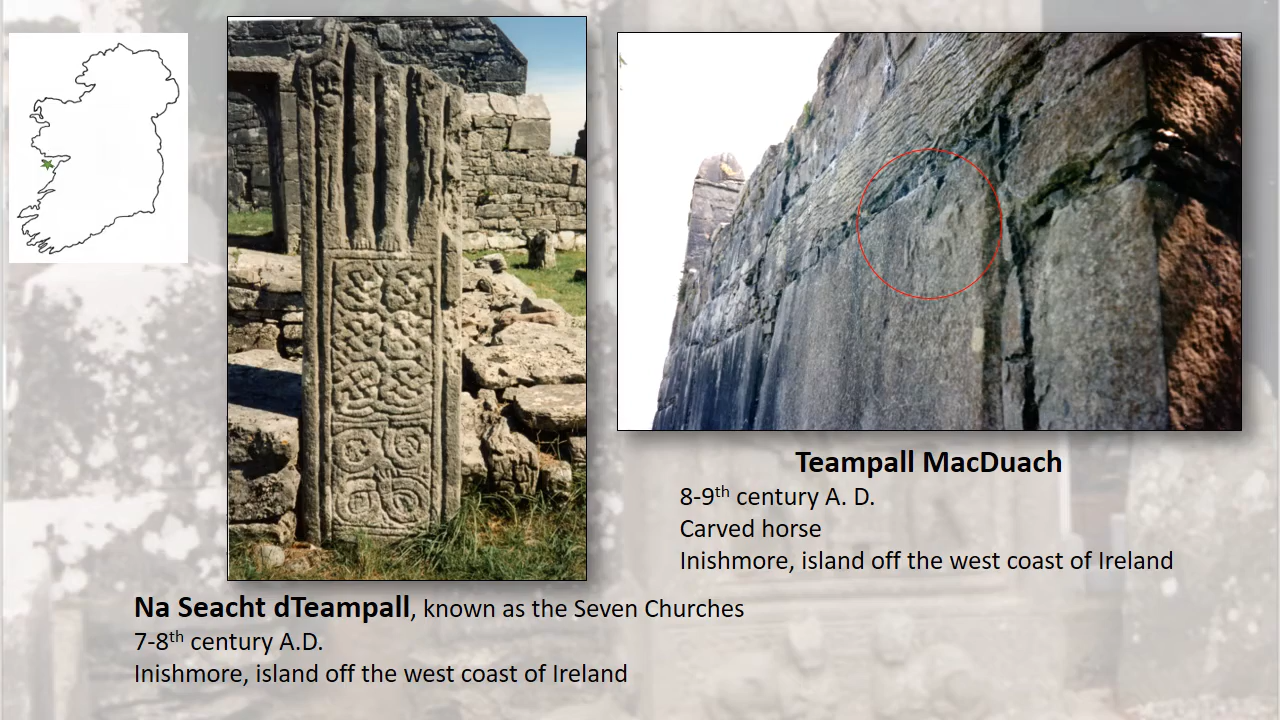 Teampall MacDuach
8-9th century A. D.
Carved horse
Inishmore, island off the west coast of Ireland
Na Seacht dTeampall, known as the Seven Churches
7-8th century A.D.
Inishmore, island off the west coast of Ireland